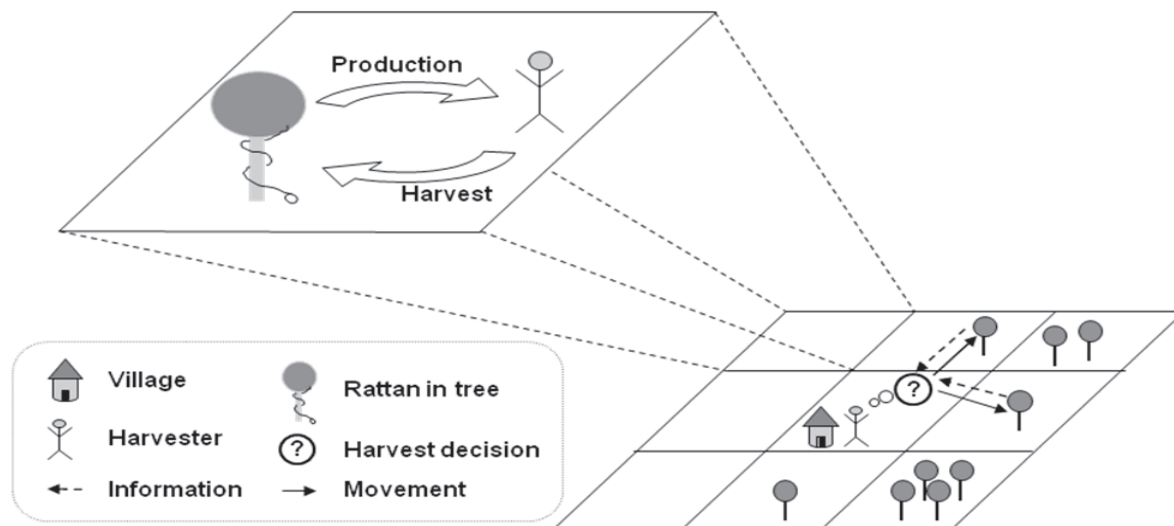 Production
Harvest
?
Village
Rattan in tree
Harvester
? Harvest decision
Information
Movement